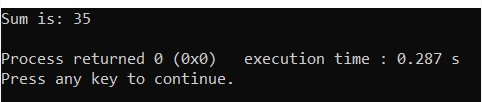 Sum is: 35
Process returned 0 (0x0)   execution time : 0.287 s
Press any key to continue.